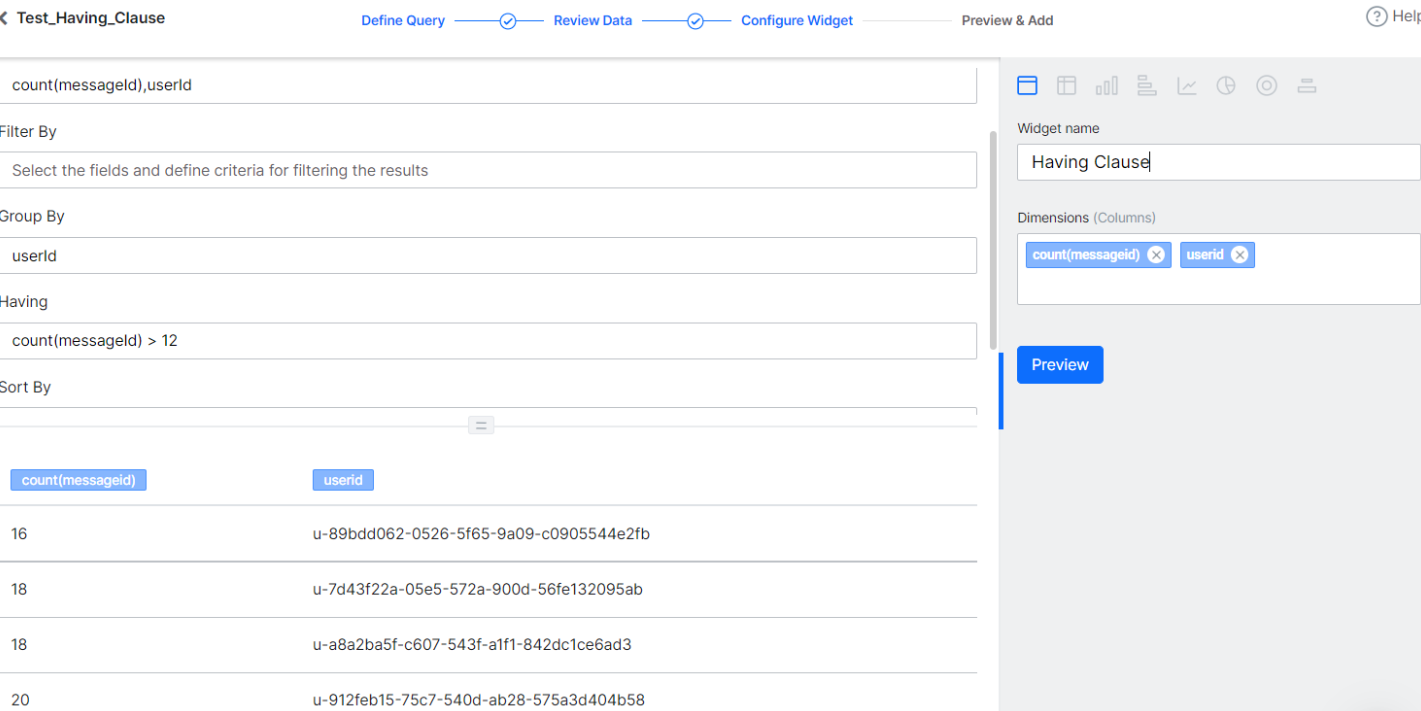 Test_Having_Clause
Define Query Review Data Configure Widget Preview & Add
count(messageId),userId
Filter By
Select the fields and define criteria for filtering the results
Group By
userId
Having
count(messageId) > 12
Sort By
count(messageid) userid
16 u-89bdd062-0526-5f65-9a09-c0905544e2fb
18 u-7d43f22a-05e5-572a-900d-56fe132095ab
18 u-a8a2ba5f-c607-543f-a1f1-842dc1ce6ad3
20 u-912feb15-75c7-540d-ab28-575a3d404b58
Widget name
Having Clause
Dimensions (Columns)
count(messageid) userid
Preview